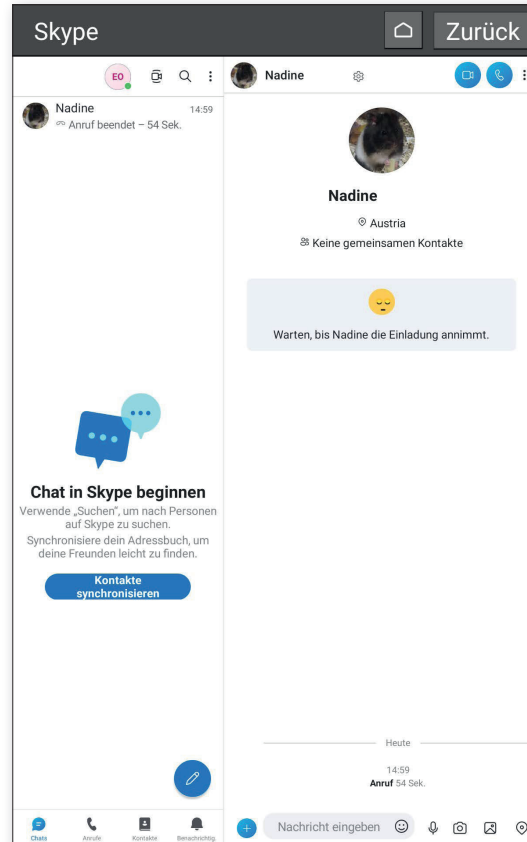 Skype
Zurück
EO
Nadine
14:59
Anruf beendet – 54 Sek.
Chat in Skype beginnen
Verwende „Suchen“, um nach Personen
auf Skype zu suchen.
Synchronisiere dein Adressbuch, um
deine Freunden leicht zu finden.
Kontakte
synchronisieren
Chats
Anrufe
Kontakte
Benachrichtig.
Nadine
Nadine
Austria
Keine gemeinsamen Kontakte
Warten, bis Nadine die Einladung annimmt.
Heute
14:59
Anruf 54 Sek.
Nachricht eingeben